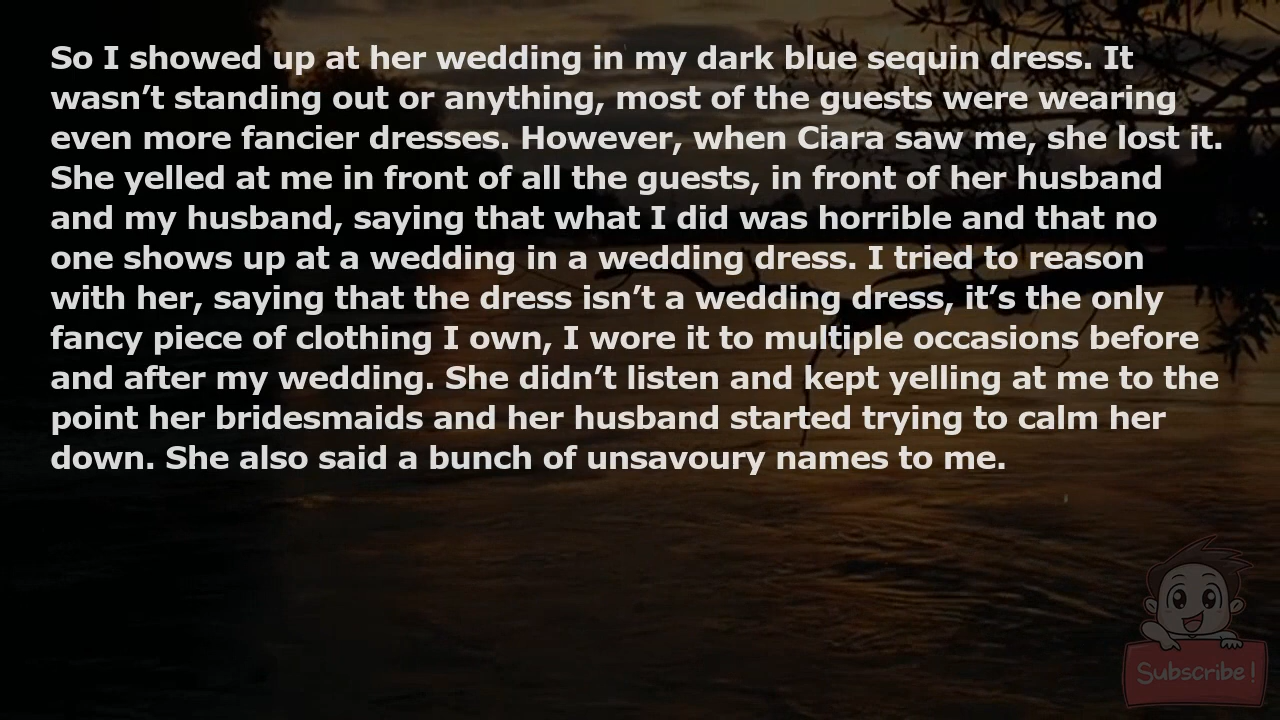 So I showed up at her wedding in my dark blue sequin dress. It
wasn’t standing out or anything, most of the guests were wearing
even more fancier dresses. However, when Ciara saw me, she lost it.
She yelled at me in front of all the guests, in front of her husband
and my husband, saying that what I did was horrible and that no
one shows up at a wedding in a wedding dress. I tried to reason
with her, saying that the dress isn’t a wedding dress, it’s the only
fancy piece of clothing I own, I wore it to multiple occasions before
and after my wedding. She didn’t listen and kept yelling at me to the
point her bridesmaids and her husband started trying to calm her
down. She also said a bunch of unsavoury names to me.
Subscribe!